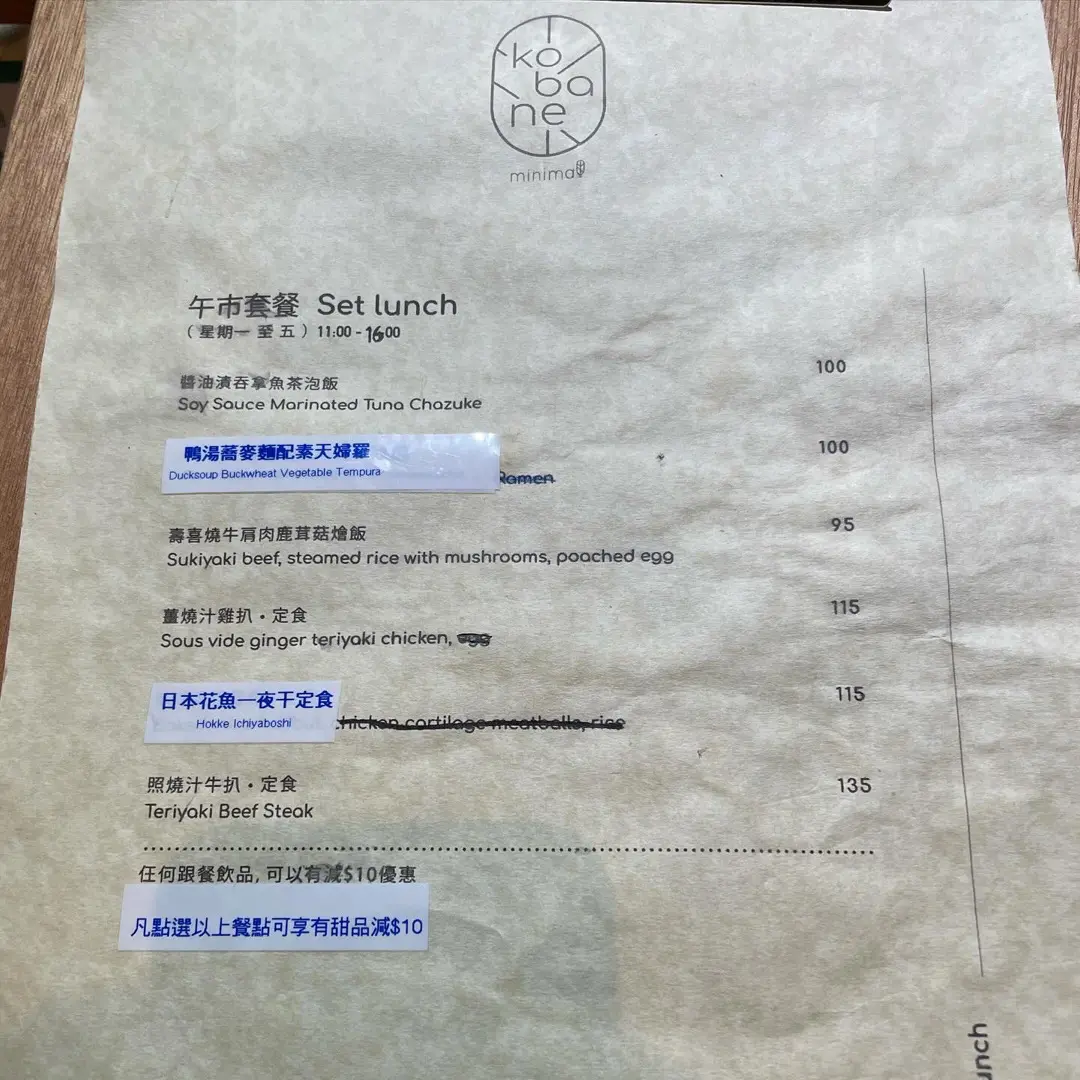 ko
ba
ne
minimal
午市套餐 Set lunch
( 星期一 至 五 ) 11:00 - 16:00
醬油漬吞拿魚茶泡飯 100
Soy Sauce Marinated Tuna Chazuke
鴨湯蕎麥麵配素天婦羅 100
Ducksoup Buckwheat Vegetable Tempura Ramen
壽喜燒牛肩肉鹿茸菇燴飯 95
Sukiyaki beef, steamed rice with mushrooms, poached egg
薑燒汁雞扒・定食 115
Sous vide ginger teriyaki chicken, egg
日本花魚一夜干定食 115
Hokke Ichiyaboshi chicken cartilage meatballs, rice
照燒汁牛扒・定食 135
Teriyaki Beef Steak
任何跟餐飲品, 可以有減$10優惠
凡點選以上餐點可享有甜品減$10
unch